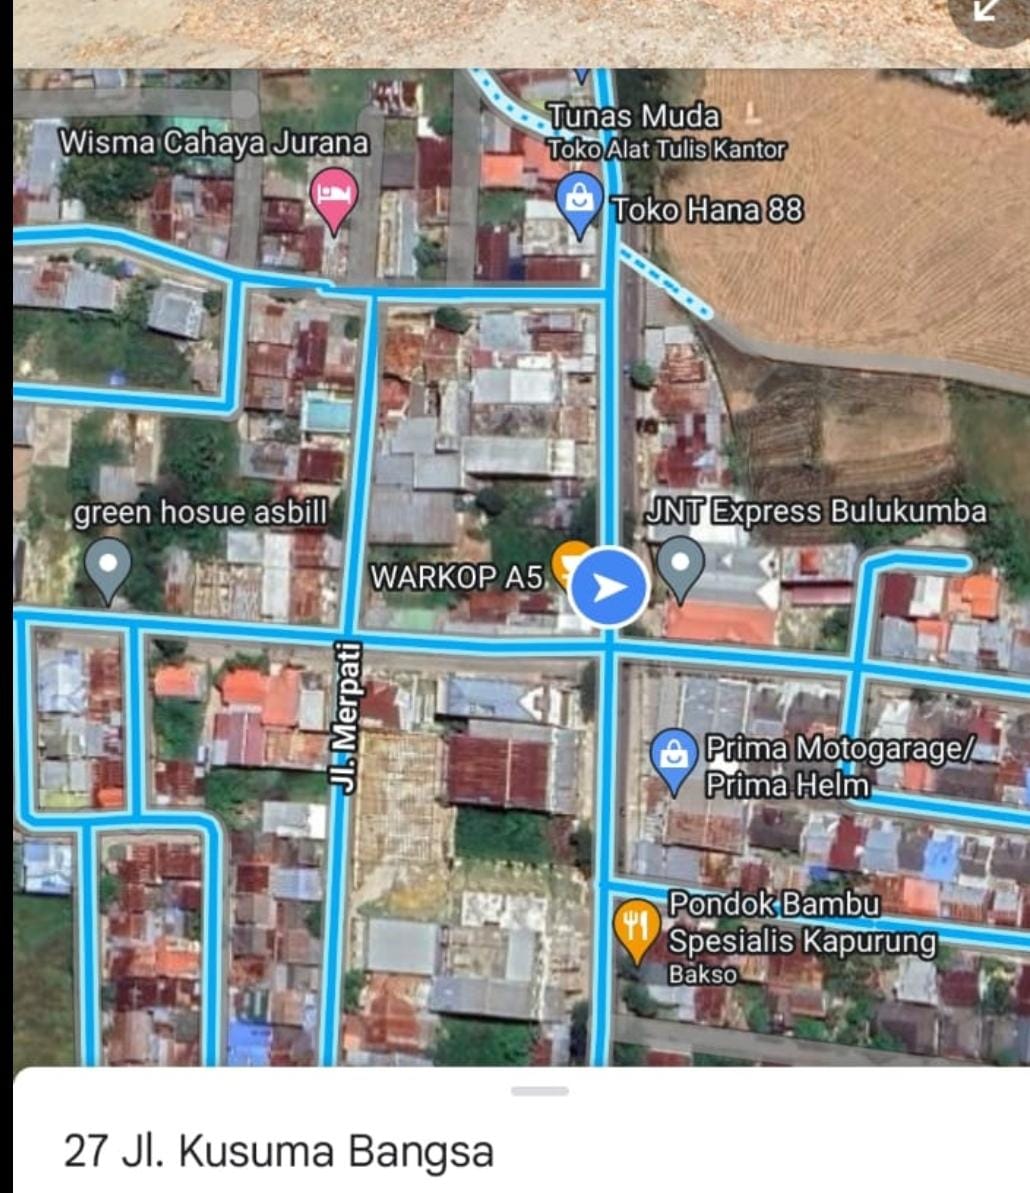 Tunas Muda
Toko Alat Tulis Kantor
Wisma Cahaya Jurana
Toko Hana 88
green hosue asbill
JNT Express Bulukumba
WARKOP A5
Jl. Merpati
Prima Motogarage/
Prima Helm
Pondok Bambu
Spesialis Kapurung
Bakso
27 Jl. Kusuma Bangsa